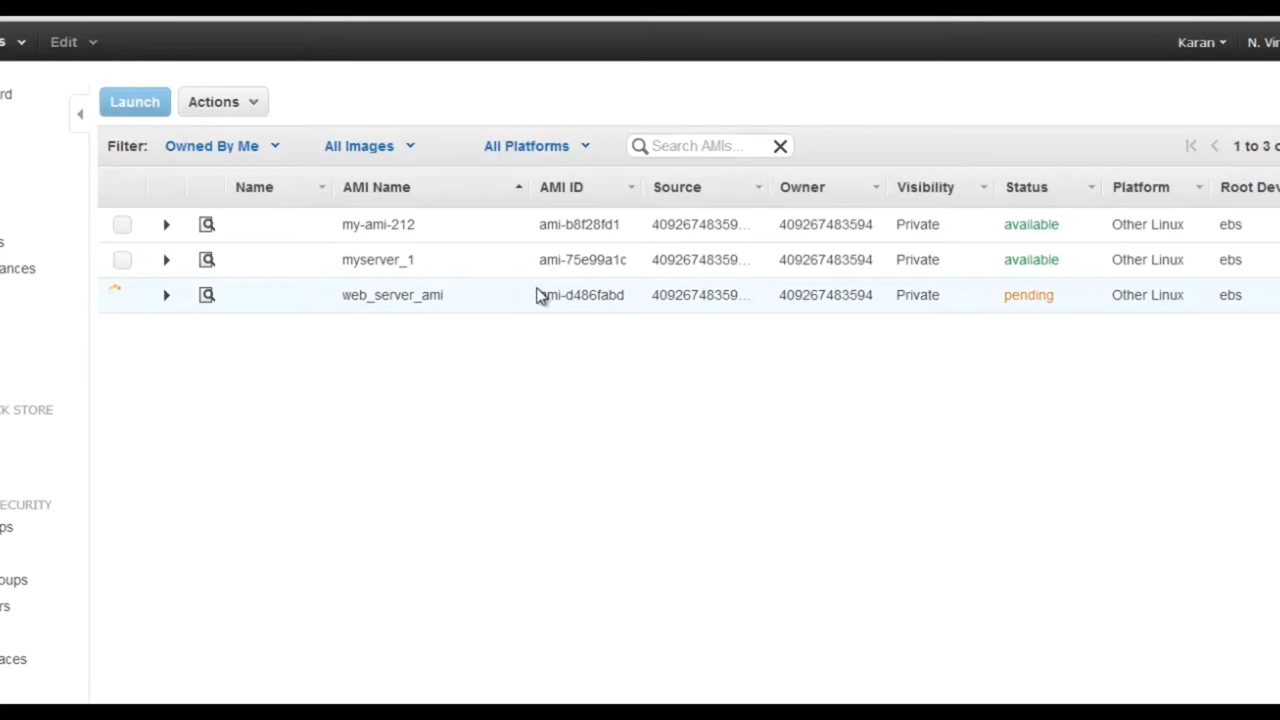 s Edit Karan N. Vir
rd
Launch Actions
Filter: Owned By Me All Images All Platforms Search AMIs... 1 to 3 o
Name AMI Name AMI ID Source Owner Visibility Status Platform Root Dev
my-ami-212 ami-b8f28fd1 40926748359... 409267483594 Private available Other Linux ebs
s
myserver_1 ami-75e99a1c 40926748359... 409267483594 Private available Other Linux ebs
ances
web_server_ami ami-d486fabd 40926748359... 409267483594 Private pending Other Linux ebs
CK STORE
ECURITY
ps
oups
rs
aces